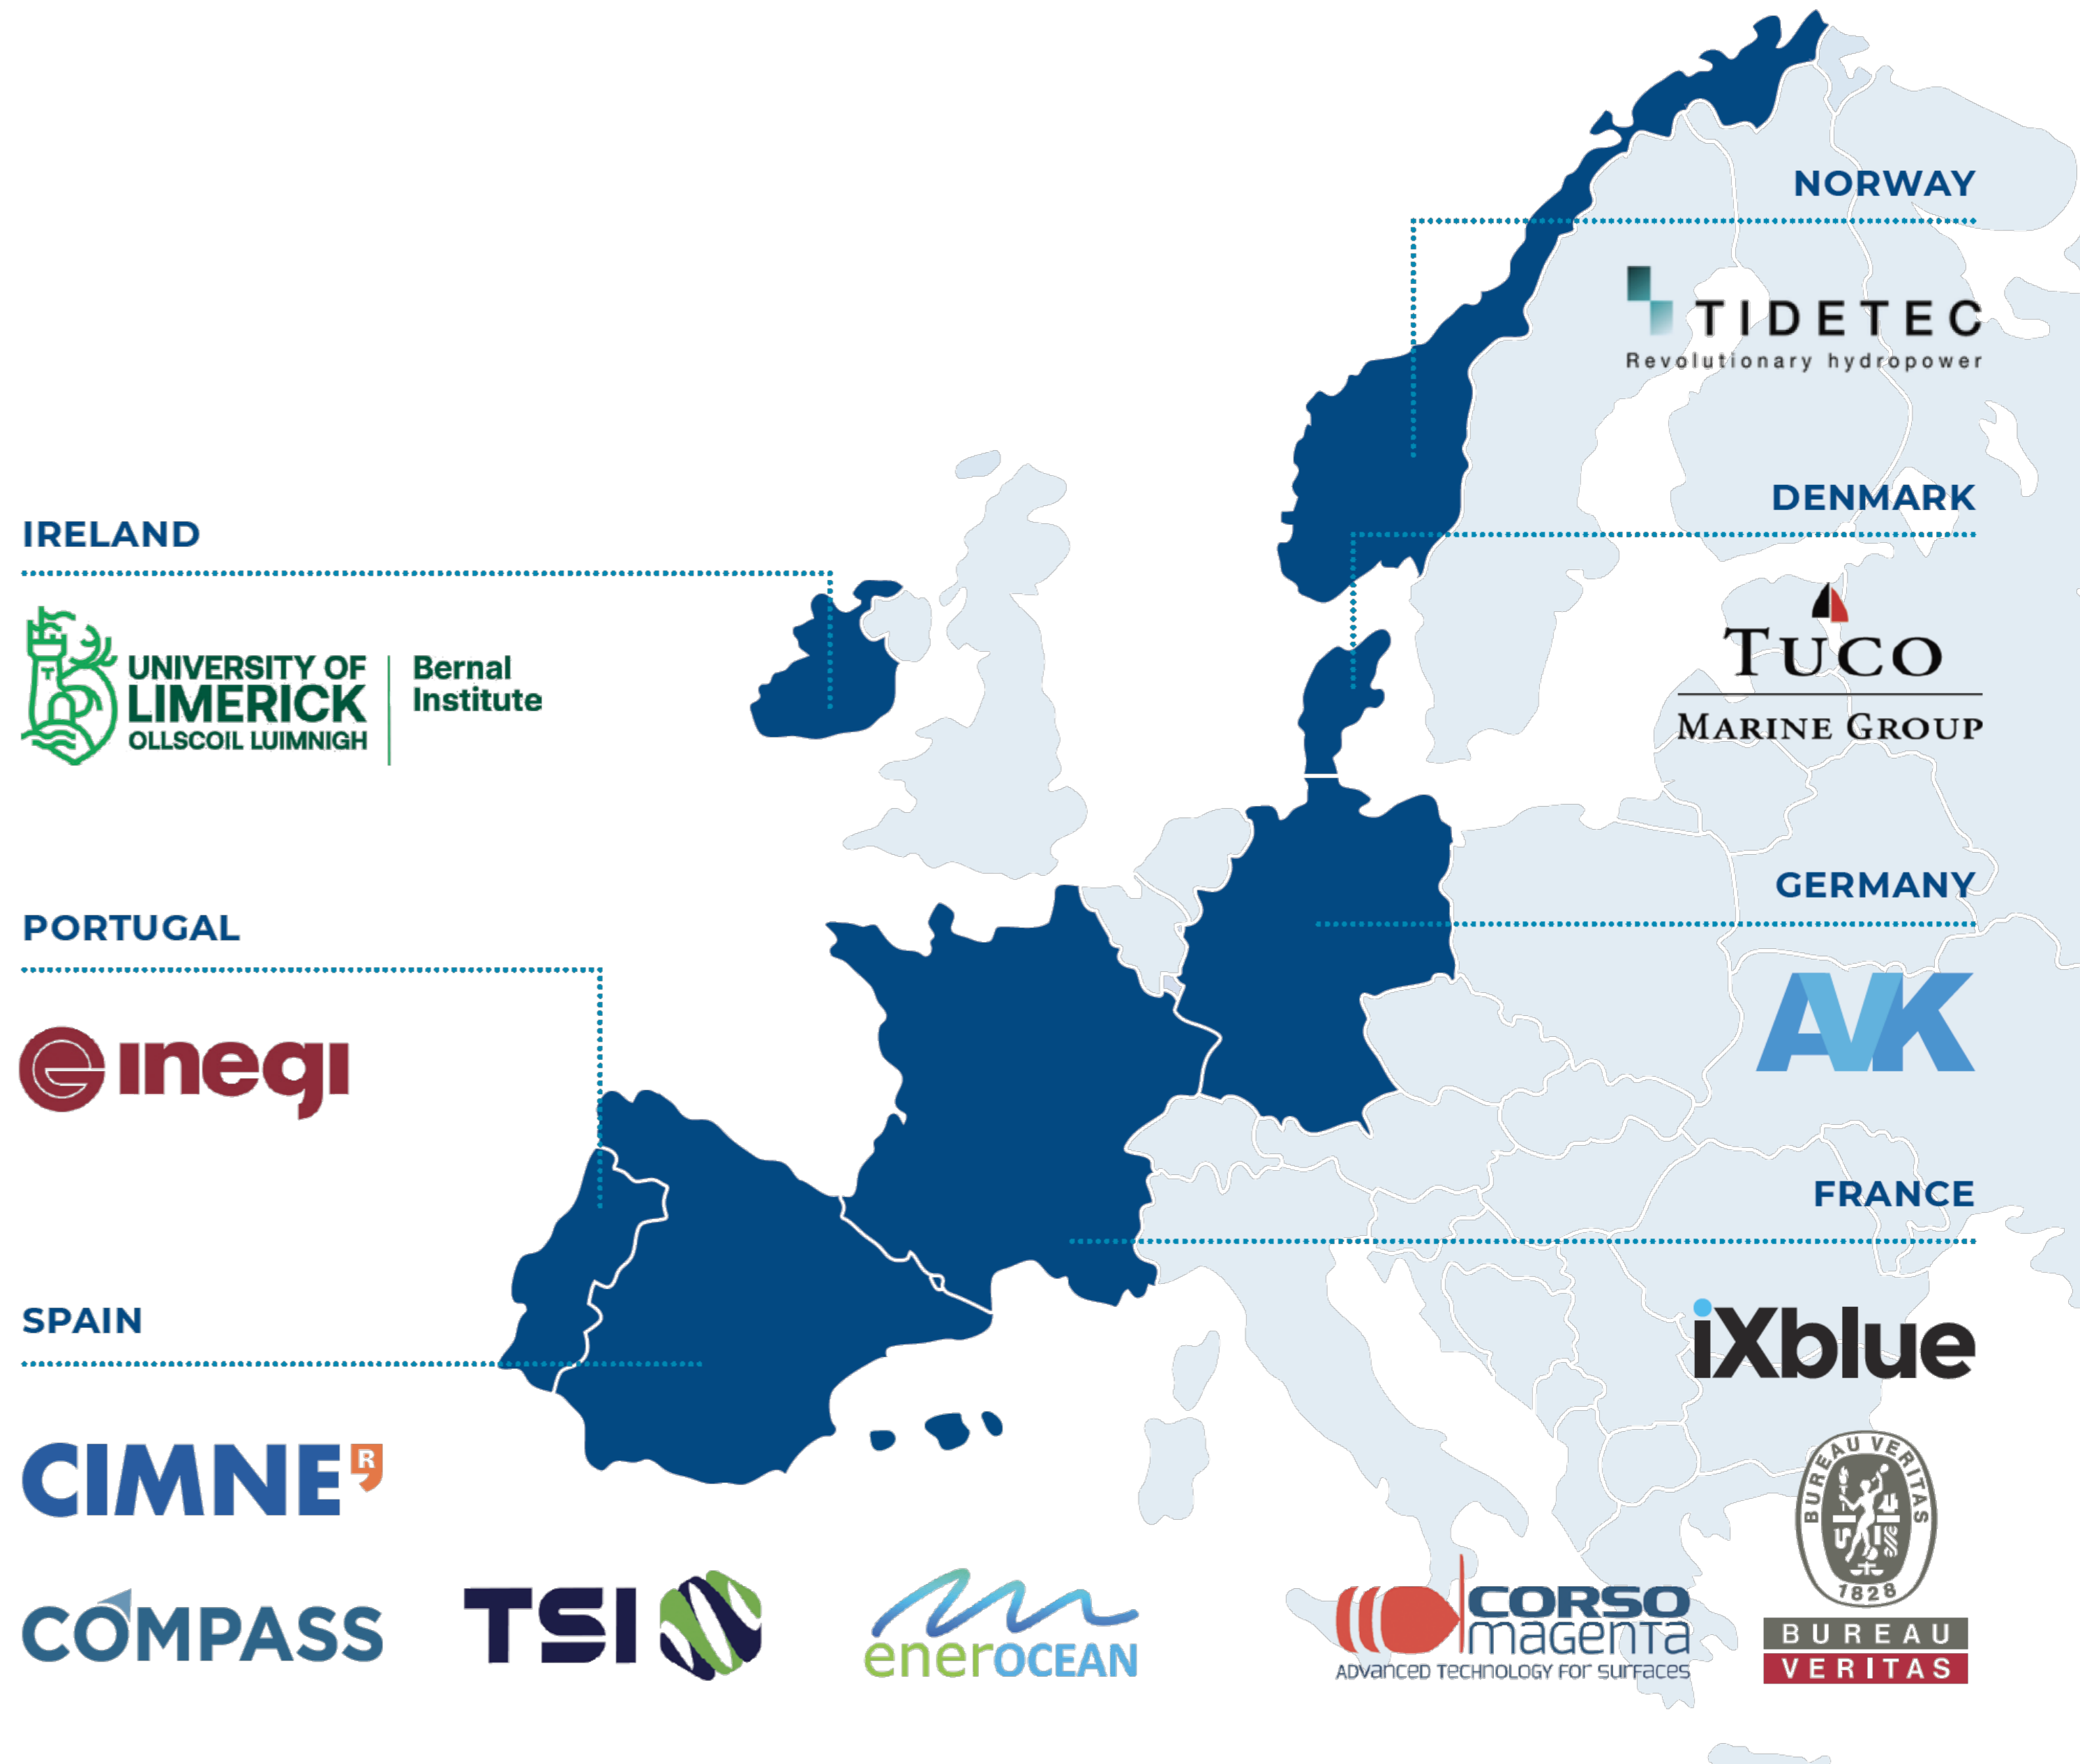 NORWAY
TIDETEC
Revolutionary hydropower
DENMARK
TUCO
MARINE GROUP
IRELAND
UNIVERSITY OF
LIMERICK
OLLSCOIL LUIMNIGH
Bernal
Institute
GERMANY
AVK
PORTUGAL
inegi
FRANCE
iXblue
BUREAU VERITAS
1828
BUREAU
VERITAS
CORSO
magenta
ADVANCED TECHNOLOGY FOR SURFACES
SPAIN
CIMNE R
COMPASS
TSI
enerOCEAN